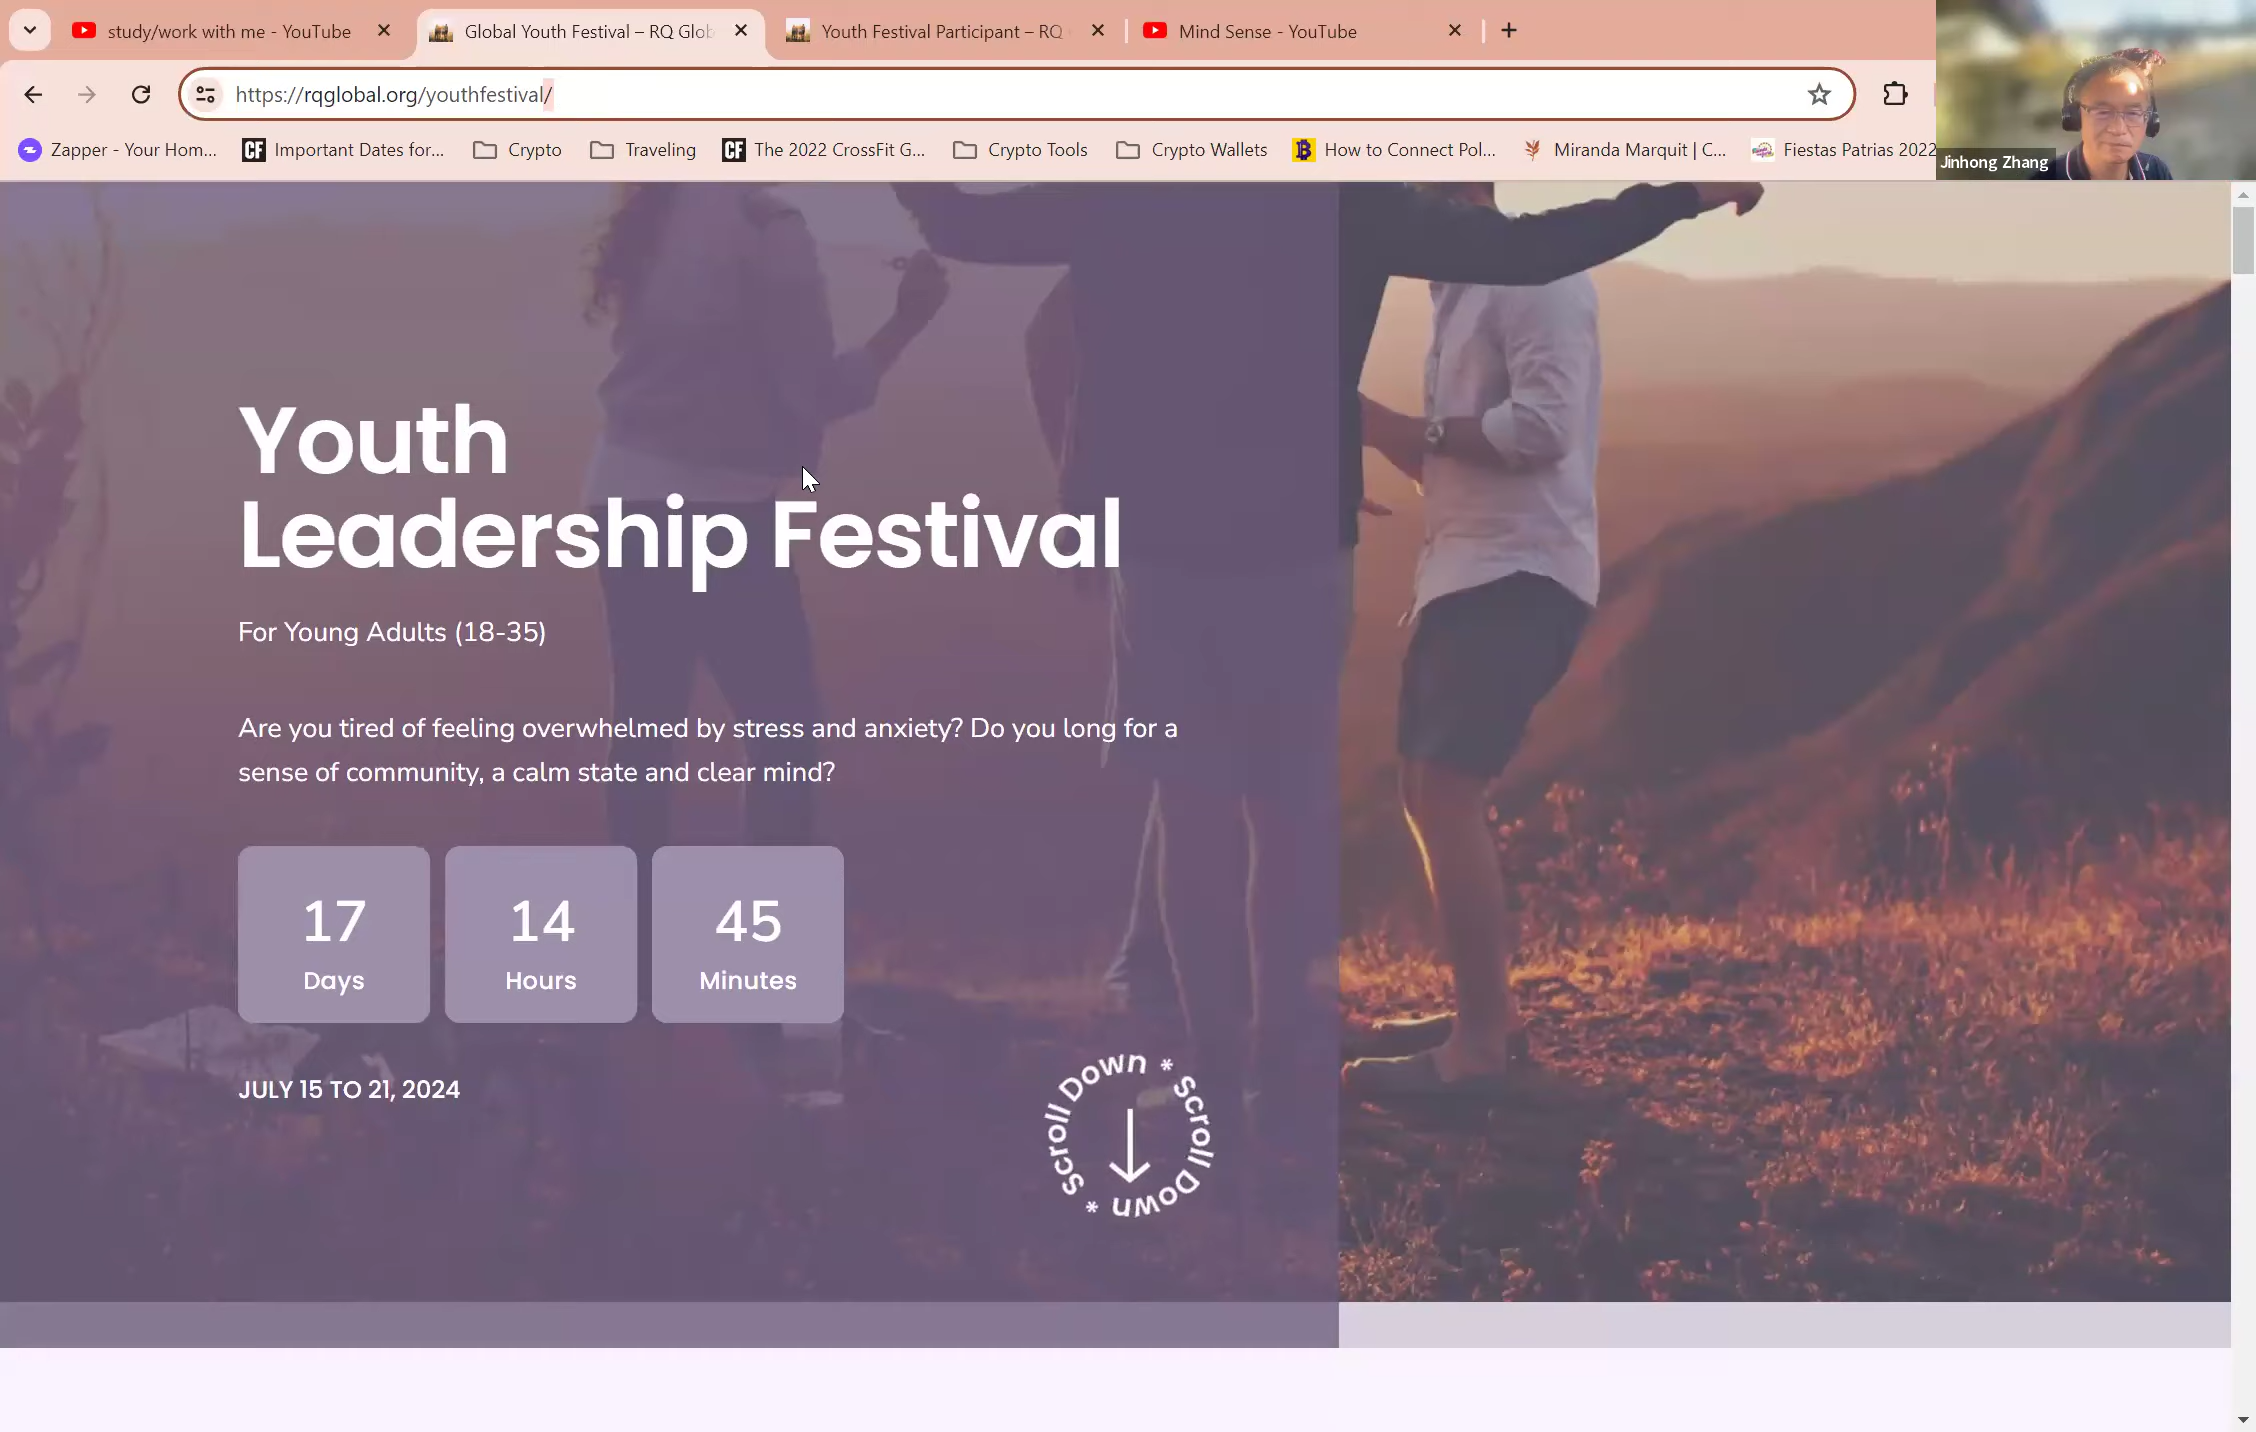 study/work with me - YouTube
Global Youth Festival – RQ Glob
Youth Festival Participant – RQ
Mind Sense - YouTube
https://rqglobal.org/youthfestival/
Zapper - Your Hom...
CF Important Dates for...
Crypto
Traveling
CF The 2022 CrossFit G...
Crypto Tools
Crypto Wallets
How to Connect Pol...
Miranda Marquit | C...
Fiestas Patrias 2022
Jinhong Zhang
Youth
Leadership Festival
For Young Adults (18-35)
Are you tired of feeling overwhelmed by stress and anxiety? Do you long for a
sense of community, a calm state and clear mind?
17
Days
14
Hours
45
Minutes
JULY 15 TO 21, 2024
Scroll Down * Scroll Down *